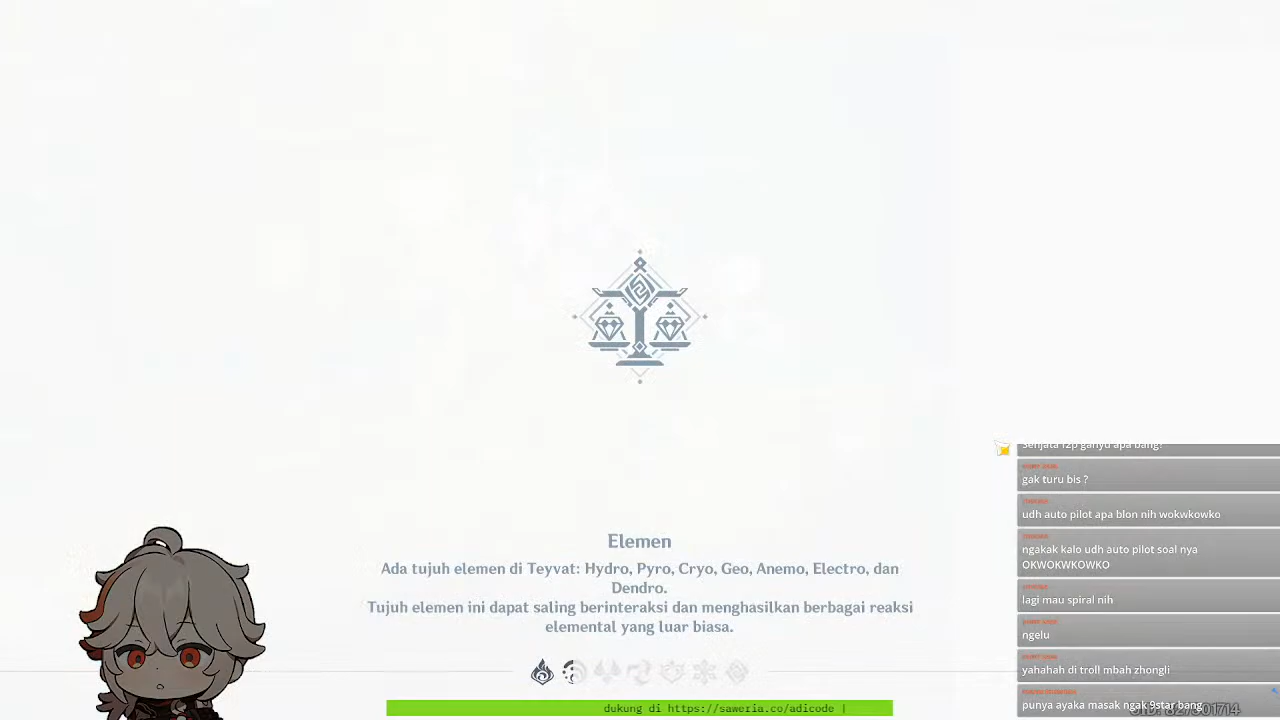 Elemen
Ada tujuh elemen di Teyvat: Hydro, Pyro, Cryo, Geo, Anemo, Electro, dan
Dendro.
Tujuh elemen ini dapat saling berinteraksi dan menghasilkan berbagai reaksi
elemental yang luar biasa.
dukung di https://saweria.co/adicode |
gak turu bis ?
udh auto pilot apa blon nih wokwkowko
ngakak kalo udh auto pilot soal nya
OKWOKWKOWKO
lagi mau spiral nih
ngelu
yahahah di troll mbah zhongli
punya ayaka masak ngak 9star bang